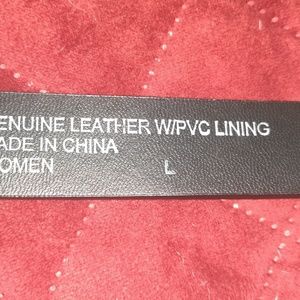 ENUINE LEATHER W/PVC LINING
ADE IN CHINA
OMEN L